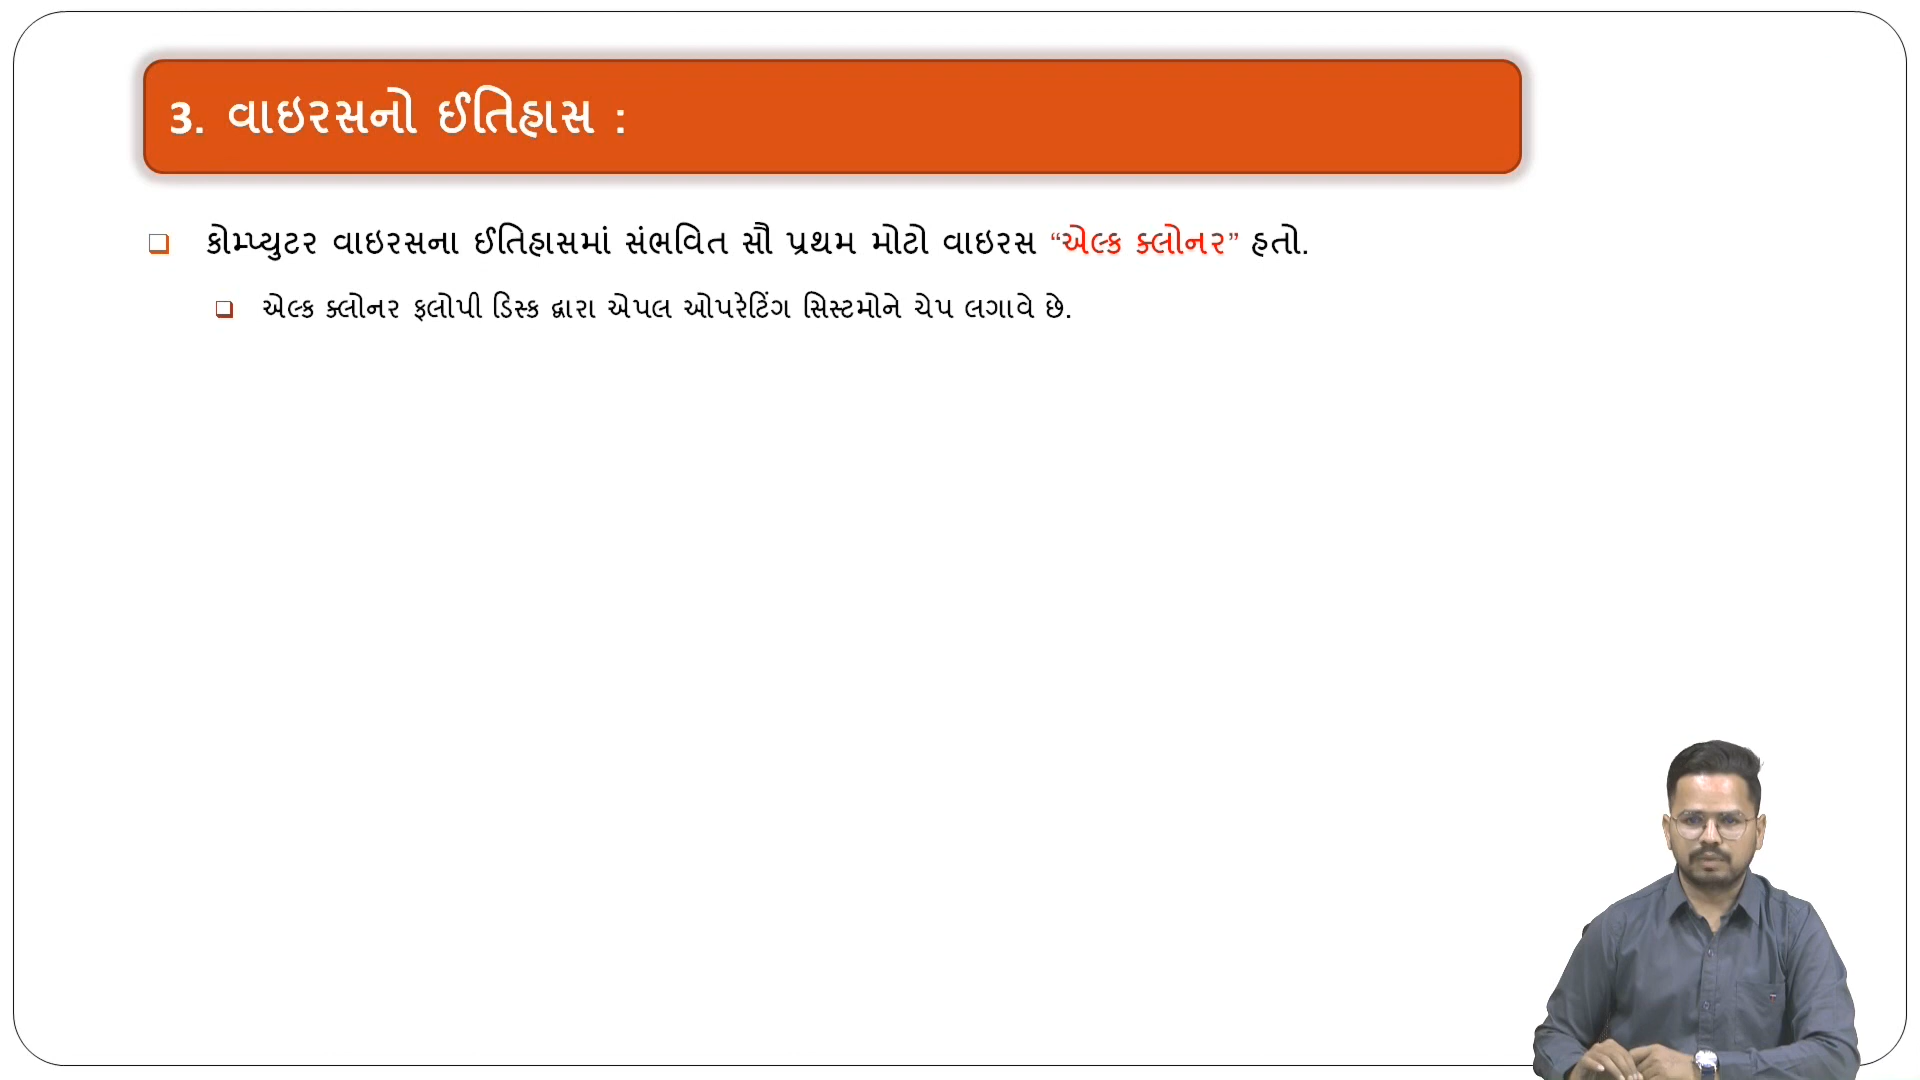 3. વાઇરસનો ઈતિહાસ :
કોમ્પ્યુટર વાઇરસના ઈતિહાસમાં સંભવિત સૌ પ્રથમ મોટો વાઇરસ “એલ્ક ક્લોનર” હતો.
એલ્ક ક્લોનર ફલોપી ડિસ્ક દ્વારા એપલ ઓપરેટિંગ સિસ્ટમોને ચેપ લગાવે છે.